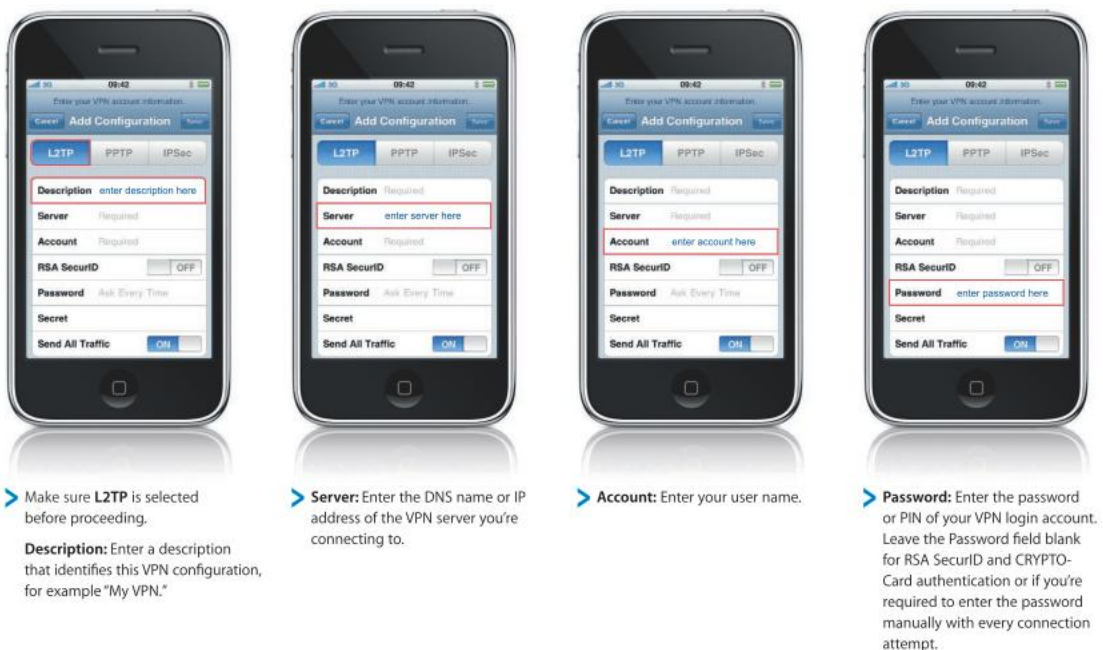 3G 09:42
Enter your VPN account information.
Cancel Add Configuration Save
L2TP PPTP IPSec
Description enter description here
Server Required
Account Required
RSA SecurID OFF
Password Ask Every Time
Secret
Send All Traffic ON
Make sure L2TP is selected
before proceeding.
Description: Enter a description
that identifies this VPN configuration,
for example “My VPN.”
3G 09:42
Enter your VPN account information.
Cancel Add Configuration Save
L2TP PPTP IPSec
Description Required
Server enter server here
Account Required
RSA SecurID OFF
Password Ask Every Time
Secret
Send All Traffic ON
Server: Enter the DNS name or IP
address of the VPN server you’re
connecting to.
3G 09:42
Enter your VPN account information.
Cancel Add Configuration Save
L2TP PPTP IPSec
Description Required
Server Required
Account enter account here
RSA SecurID OFF
Password Ask Every Time
Secret
Send All Traffic ON
Account: Enter your user name.
3G 09:42
Enter your VPN account information.
Cancel Add Configuration Save
L2TP PPTP IPSec
Description Required
Server Required
Account Required
RSA SecurID OFF
Password enter password here
Secret
Send All Traffic ON
Password: Enter the password
or PIN of your VPN login account.
Leave the Password field blank
for RSA SecurID and CRYPTO-
Card authentication or if you’re
required to enter the password
manually with every connection
attempt.